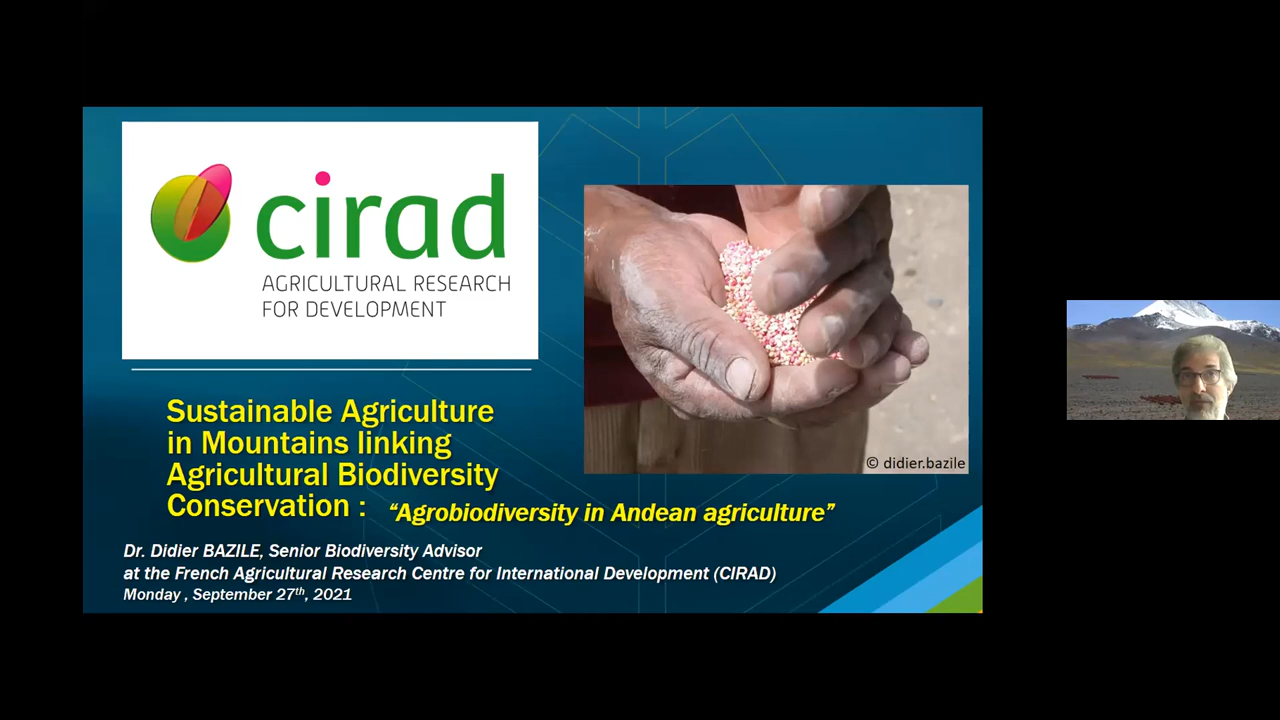 cirad
AGRICULTURAL RESEARCH
FOR DEVELOPMENT
© didier.bazile
Sustainable Agriculture
in Mountains linking
Agricultural Biodiversity
Conservation :
“Agrobiodiversity in Andean agriculture”
Dr. Didier BAZILE, Senior Biodiversity Advisor
at the French Agricultural Research Centre for International Development (CIRAD)
Monday , September 27th, 2021